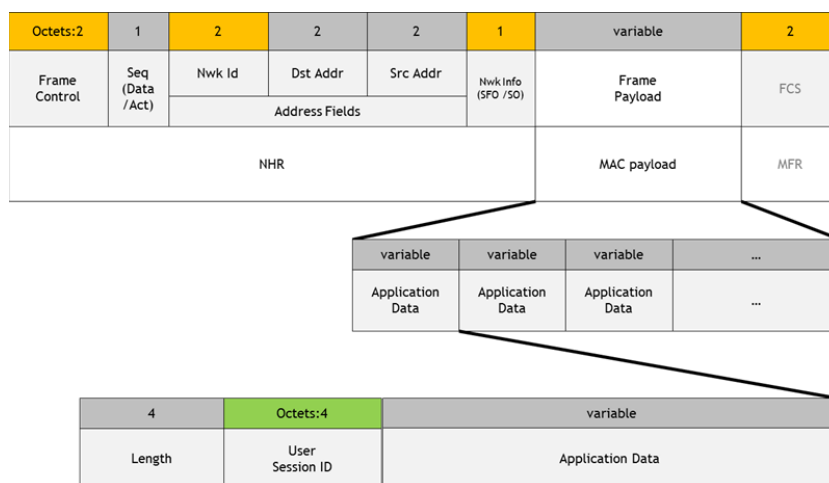 Octets:2
1
2
2
2
1
variable
2
Frame
Control
Seq
(Data
/Act)
Nwk Id
Dst Addr
Src Addr
Address Fields
Nwk Info
(SFO /SO)
Frame
Payload
FCS
NHR
MAC payload
MFR
variable
variable
variable
...
Application
Data
Application
Data
Application
Data
...
4
Octets:4
variable
Length
User
Session ID
Application Data